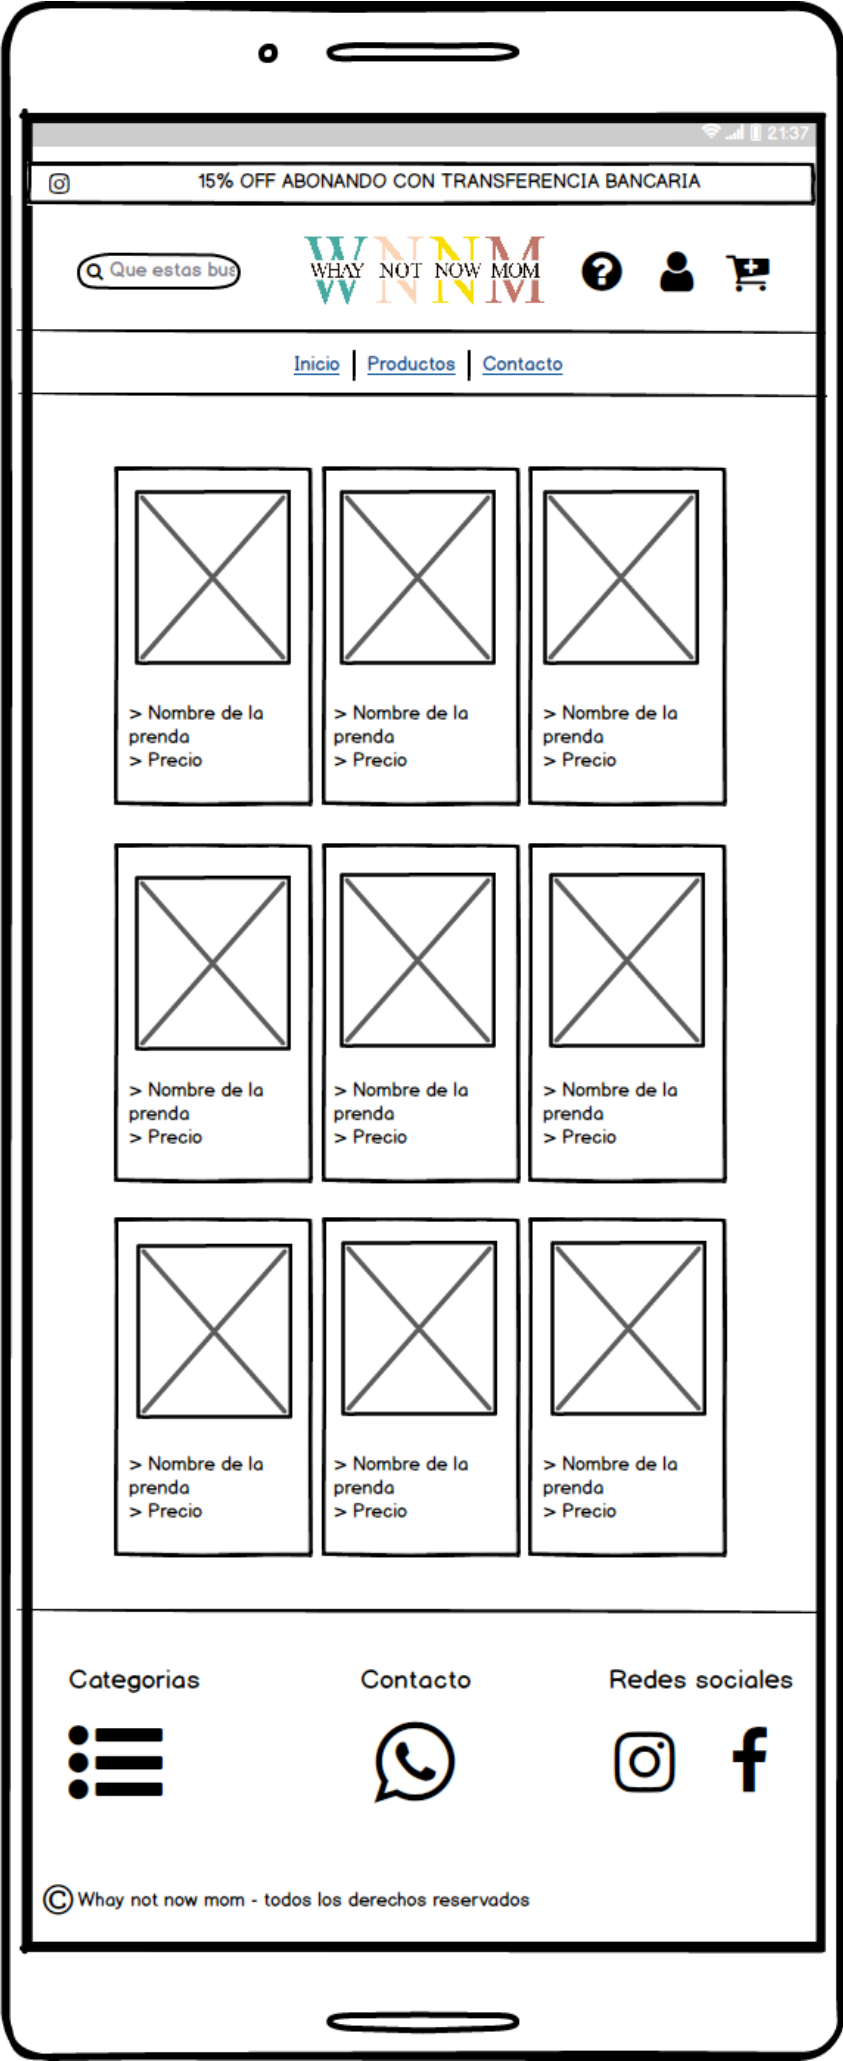 21:37
15% OFF ABONANDO CON TRANSFERENCIA BANCARIA
Que estas bus
WHAY NOT NOW MOM
Inicio | Productos | Contacto
> Nombre de la
prenda
> Precio
> Nombre de la
prenda
> Precio
> Nombre de la
prenda
> Precio
> Nombre de la
prenda
> Precio
> Nombre de la
prenda
> Precio
> Nombre de la
prenda
> Precio
> Nombre de la
prenda
> Precio
> Nombre de la
prenda
> Precio
> Nombre de la
prenda
> Precio
Categorias
Contacto
Redes sociales
© Whay not now mom - todos los derechos reservados